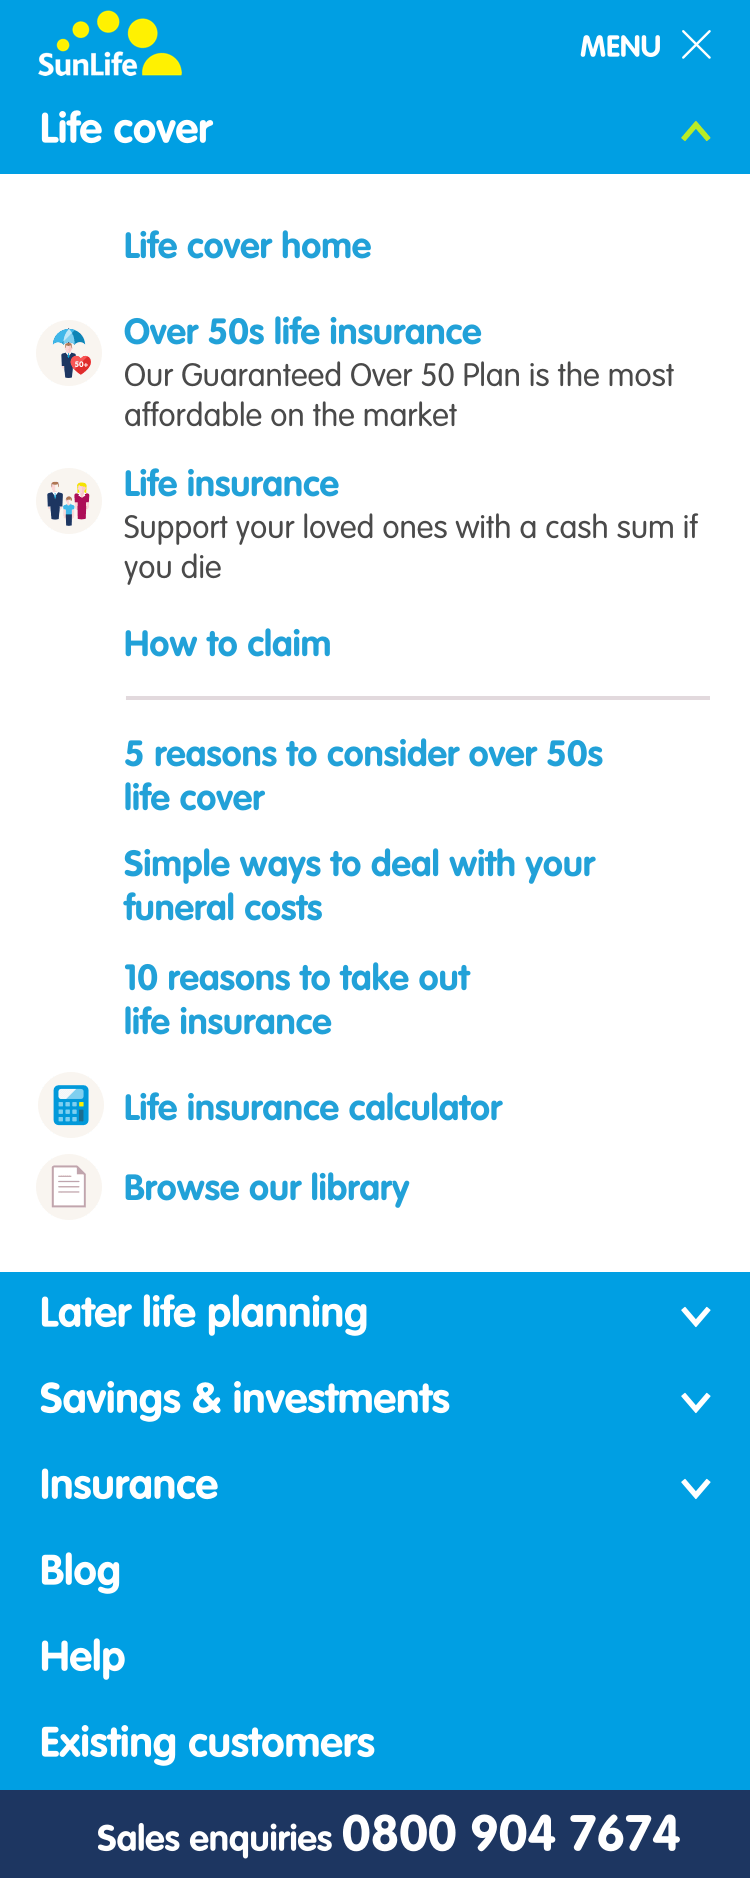 SunLife
MENU
Life cover
Life cover home
Over 50s life insurance
50+
Our Guaranteed Over 50 Plan is the most
affordable on the market
Life insurance
Support your loved ones with a cash sum if
you die
How to claim
5 reasons to consider over 50s
life cover
Simple ways to deal with your
funeral costs
10 reasons to take out
life insurance
Life insurance calculator
Browse our library
Later life planning
Savings & investments
Insurance
Blog
Help
Existing customers
Sales enquiries 0800 904 7674